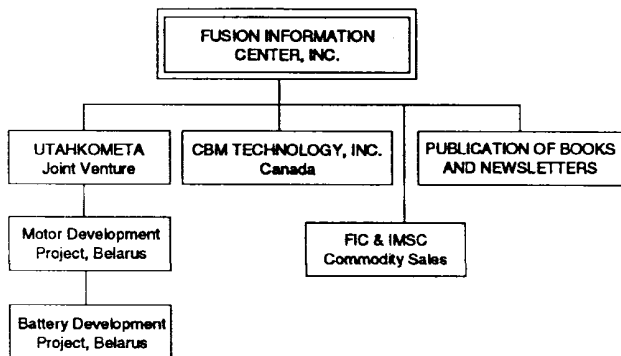 FUSION INFORMATION
CENTER, INC.
UTAHKOMETA
Joint Venture
CBM TECHNOLOGY, INC.
Canada
PUBLICATION OF BOOKS
AND NEWSLETTERS
Motor Development
Project, Belarus
FIC & IMSC
Commodity Sales
Battery Development
Project, Belarus